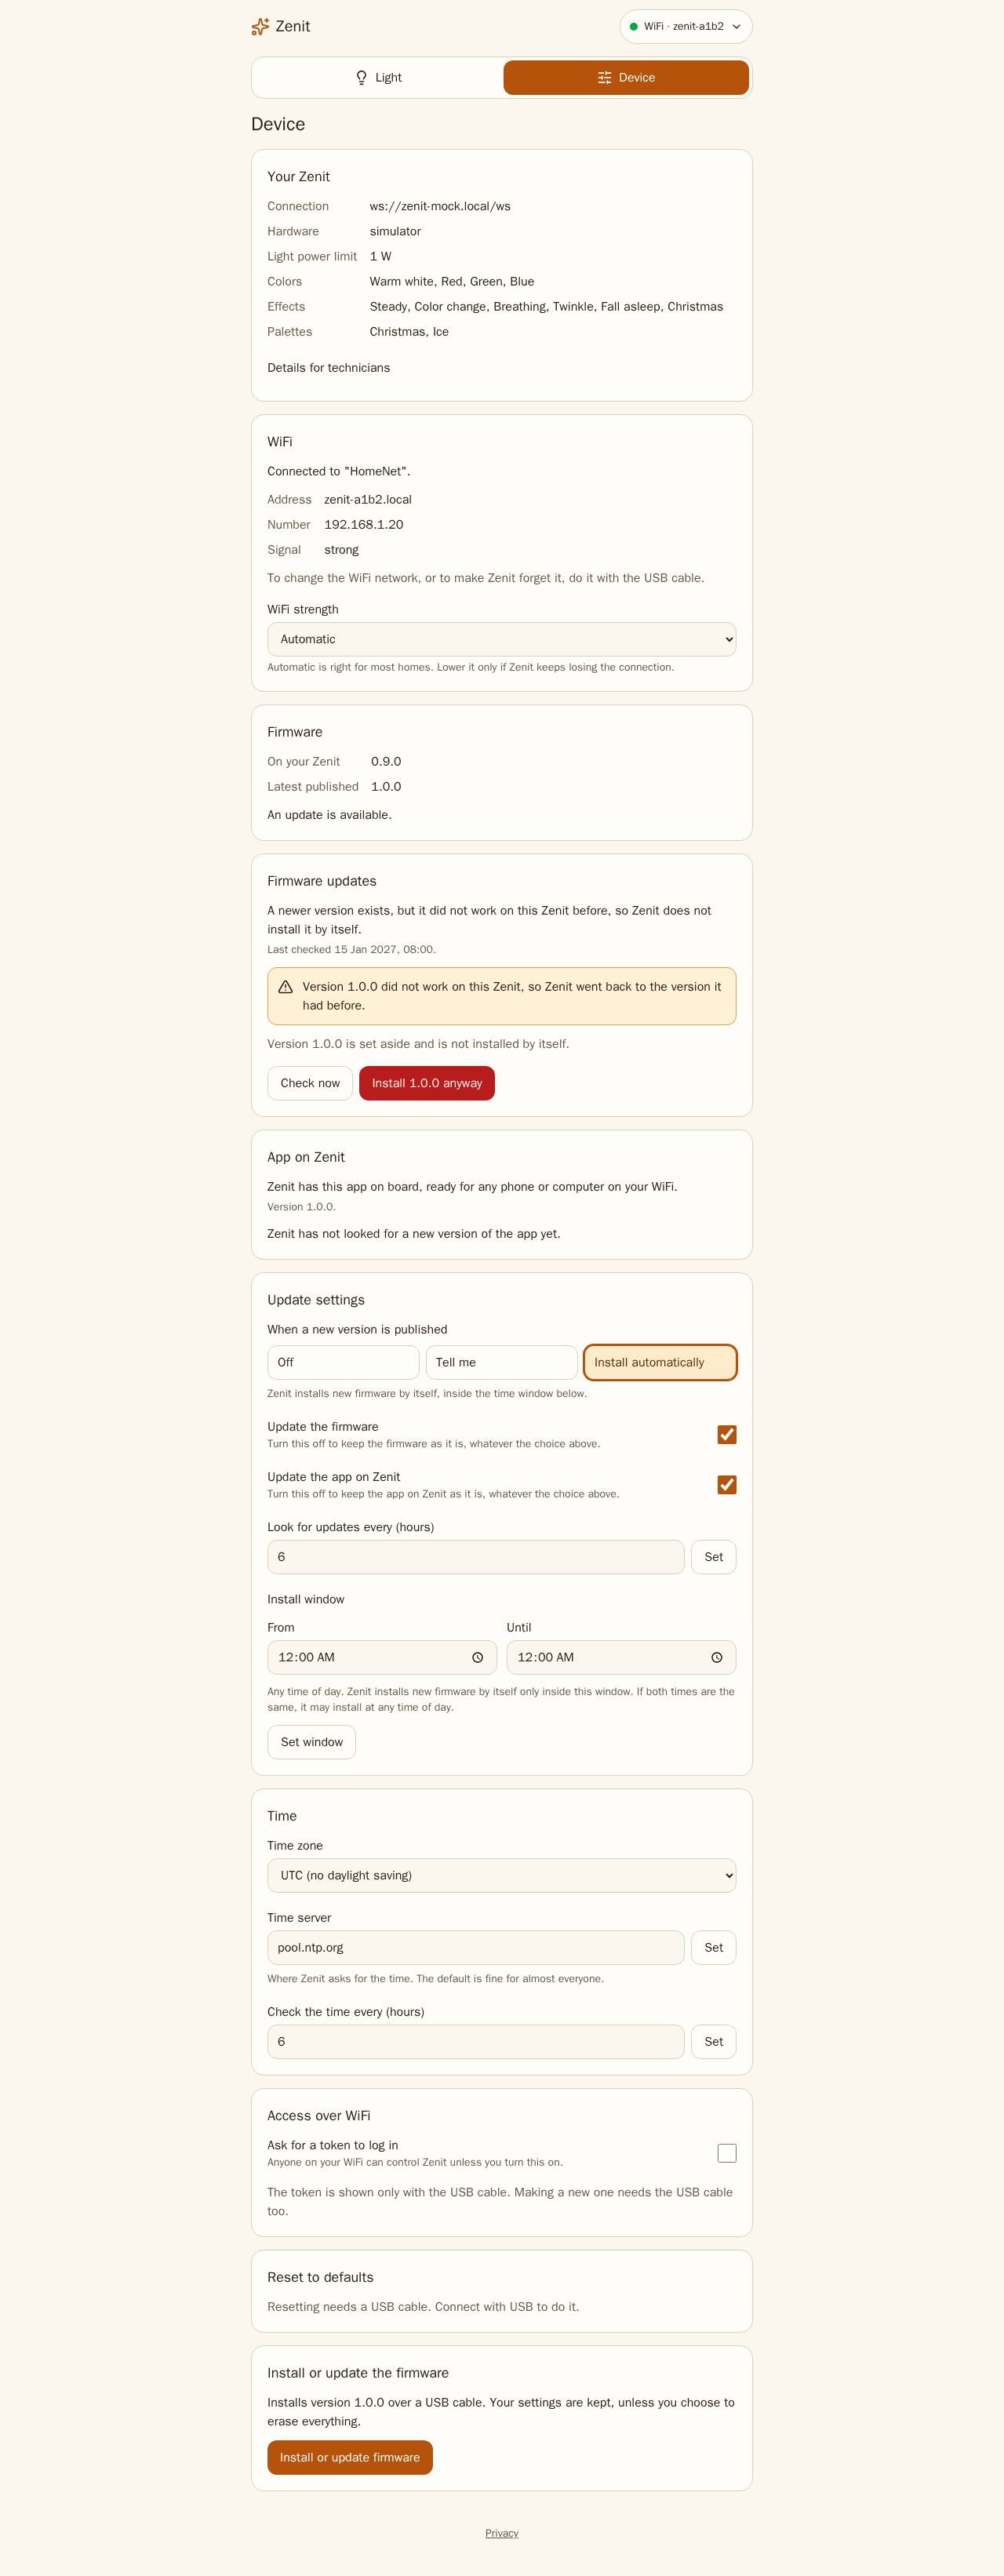 Zenit
WiFi · zenit-a1b2
Light
Device
Device
Your Zenit
Connection ws://zenit-mock.local/ws
Hardware simulator
Light power limit 1 W
Colors Warm white, Red, Green, Blue
Effects Steady, Color change, Breathing, Twinkle, Fall asleep, Christmas
Palettes Christmas, Ice
Details for technicians
WiFi
Connected to "HomeNet".
Address zenit-a1b2.local
Number 192.168.1.20
Signal strong
To change the WiFi network, or to make Zenit forget it, do it with the USB cable.
WiFi strength
Automatic
Automatic is right for most homes. Lower it only if Zenit keeps losing the connection.
Firmware
On your Zenit 0.9.0
Latest published 1.0.0
An update is available.
Firmware updates
A newer version exists, but it did not work on this Zenit before, so Zenit does not
install it by itself.
Last checked 15 Jan 2027, 08:00.
Version 1.0.0 did not work on this Zenit, so Zenit went back to the version it
had before.
Version 1.0.0 is set aside and is not installed by itself.
Check now
Install 1.0.0 anyway
App on Zenit
Zenit has this app on board, ready for any phone or computer on your WiFi.
Version 1.0.0.
Zenit has not looked for a new version of the app yet.
Update settings
When a new version is published
Off
Tell me
Install automatically
Zenit installs new firmware by itself, inside the time window below.
Update the firmware
Turn this off to keep the firmware as it is, whatever the choice above.
Update the app on Zenit
Turn this off to keep the app on Zenit as it is, whatever the choice above.
Look for updates every (hours)
6
Set
Install window
From
Until
12:00 AM
12:00 AM
Any time of day. Zenit installs new firmware by itself only inside this window. If both times are the
same, it may install at any time of day.
Set window
Time
Time zone
UTC (no daylight saving)
Time server
pool.ntp.org
Set
Where Zenit asks for the time. The default is fine for almost everyone.
Check the time every (hours)
6
Set
Access over WiFi
Ask for a token to log in
Anyone on your WiFi can control Zenit unless you turn this on.
The token is shown only with the USB cable. Making a new one needs the USB cable
too.
Reset to defaults
Resetting needs a USB cable. Connect with USB to do it.
Install or update the firmware
Installs version 1.0.0 over a USB cable. Your settings are kept, unless you choose to
erase everything.
Install or update firmware
Privacy